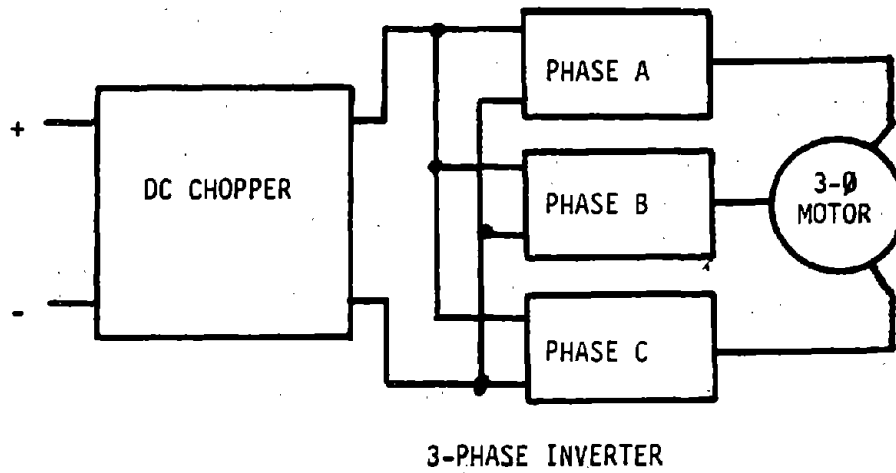 PHASE A
+
DC CHOPPER
PHASE B
3-Ø
MOTOR
-
PHASE C
3-PHASE INVERTER